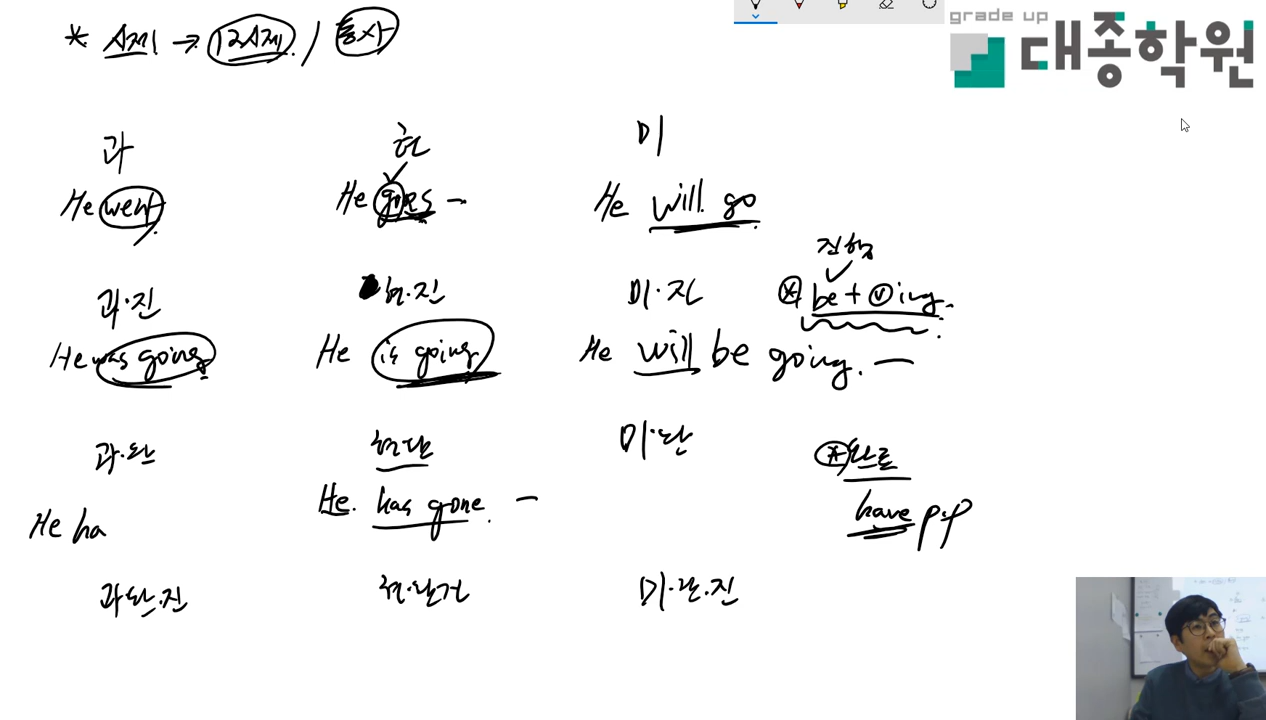 * 시제 → 12시제 / 동사
grade up
대종학원
과 현 미
He went He goes – He will go
진행
과·진 현·진 미·진 * be + ⓥing.
He was going He is going He will be going. –
과·완 현완 미·완 * 완료
He ha He. has gone. – have p.p
과완.진 현.완진 미.완.진